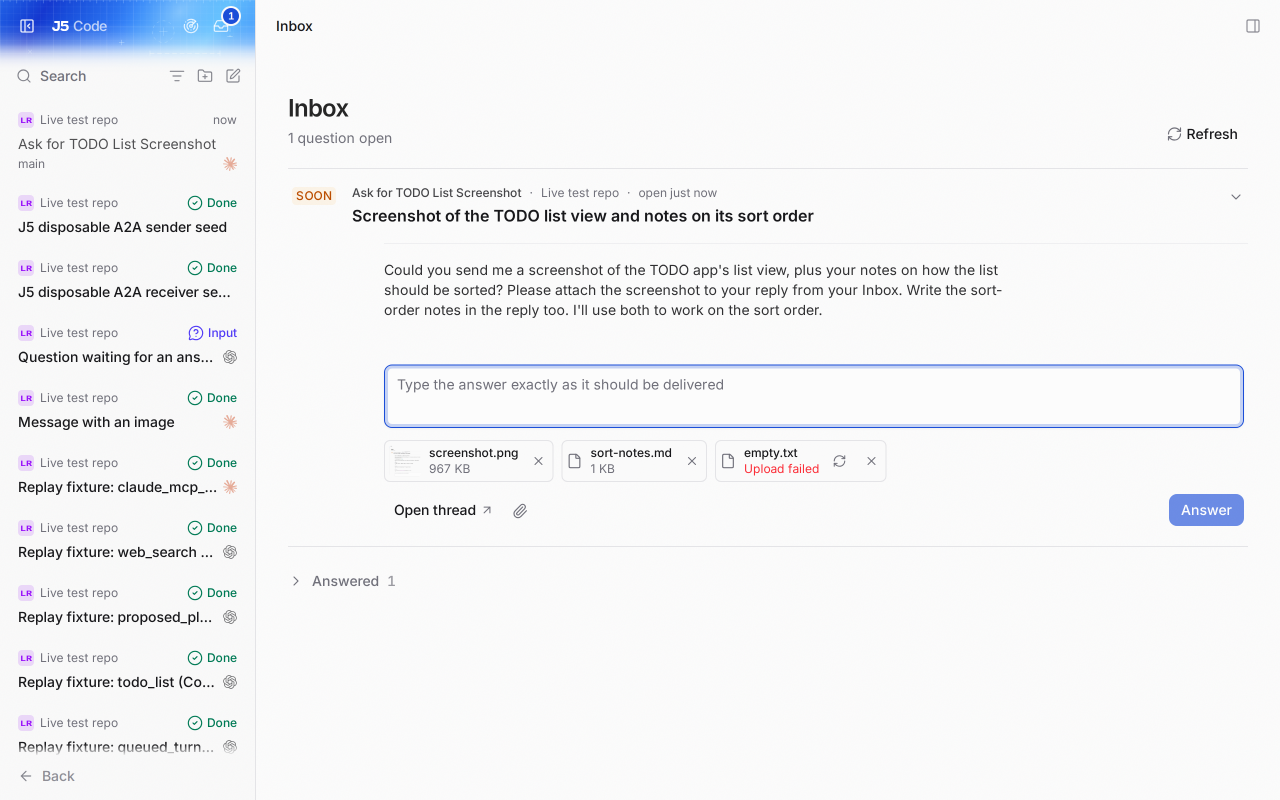 J5 Code
1
Search
LR Live test repo now
Ask for TODO List Screenshot
main
LR Live test repo Done
J5 disposable A2A sender seed
LR Live test repo Done
J5 disposable A2A receiver se...
LR Live test repo Input
Question waiting for an ans...
LR Live test repo Done
Message with an image
LR Live test repo Done
Replay fixture: claude_mcp_...
LR Live test repo Done
Replay fixture: web_search ...
LR Live test repo Done
Replay fixture: proposed_pl...
LR Live test repo Done
Replay fixture: todo_list (Co...
LR Live test repo Done
Replay fixture: queued_turn...
Back
Inbox
Inbox
1 question open
Refresh
SOON
Ask for TODO List Screenshot · Live test repo · open just now
Screenshot of the TODO list view and notes on its sort order
Could you send me a screenshot of the TODO app's list view, plus your notes on how the list
should be sorted? Please attach the screenshot to your reply from your Inbox. Write the sort-
order notes in the reply too. I'll use both to work on the sort order.
Type the answer exactly as it should be delivered
screenshot.png
967 KB
sort-notes.md
1 KB
empty.txt
Upload failed
Open thread
Answer
Answered 1